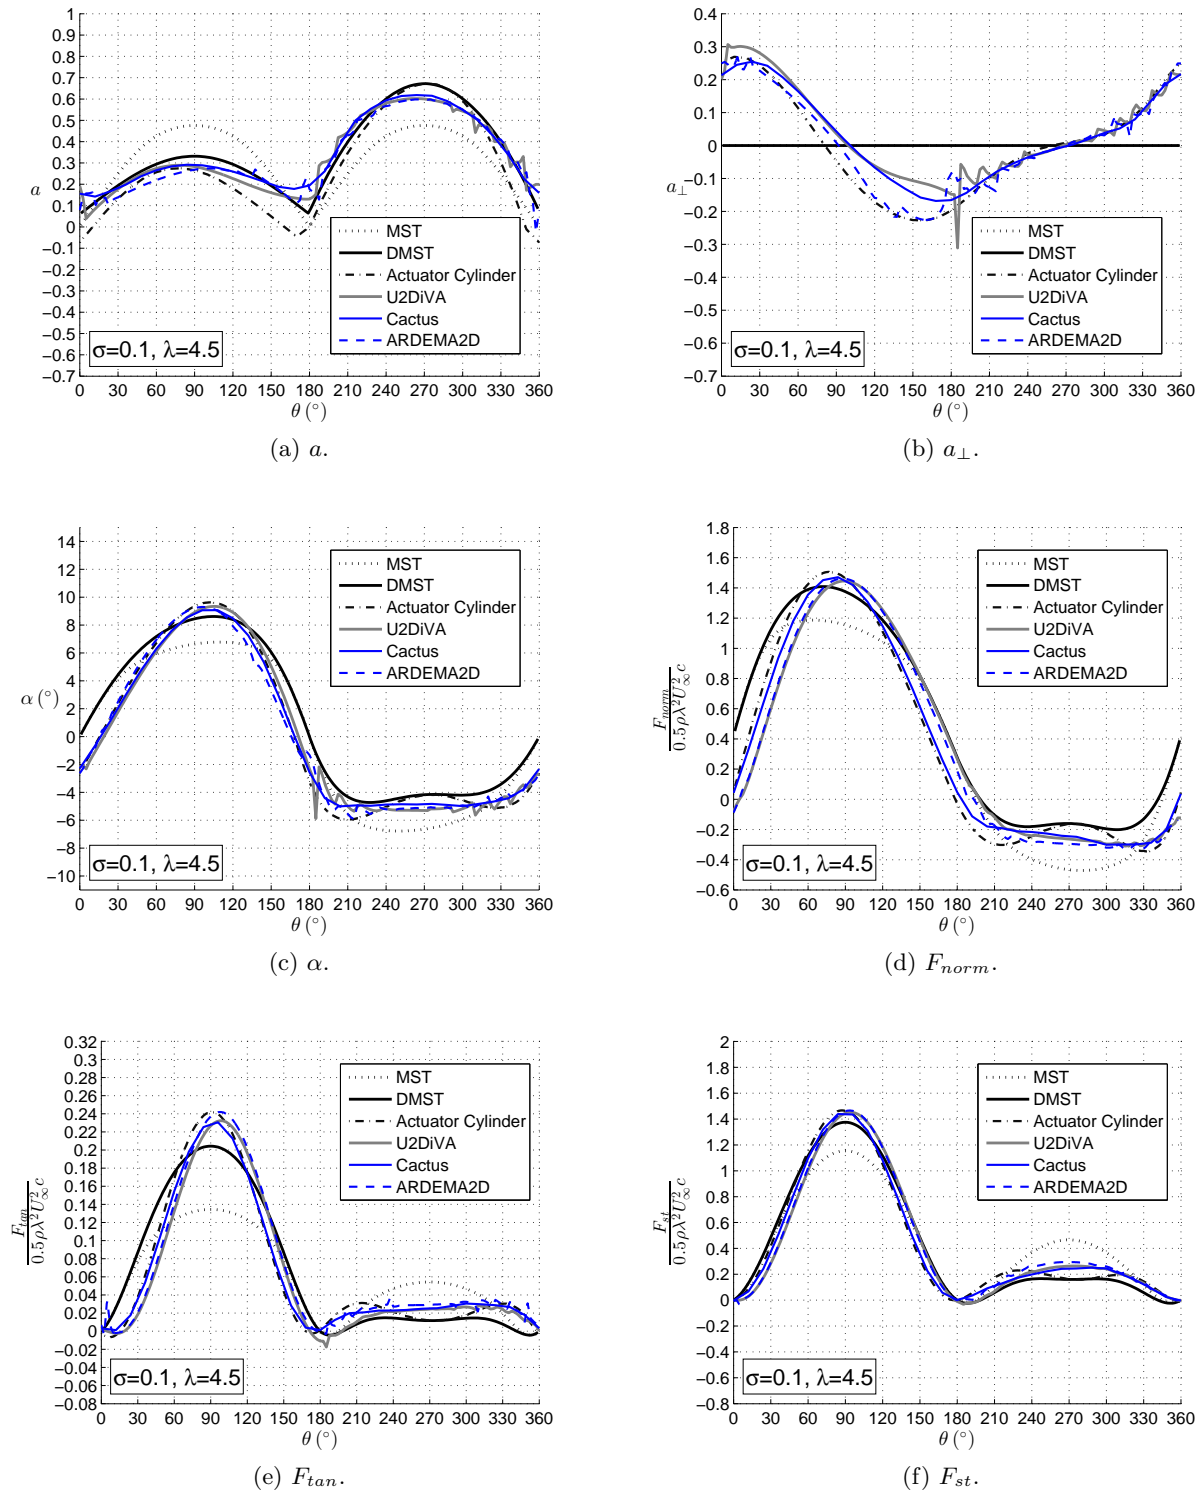 1
0.9
0.8
0.7
0.6
0.5
0.4
0.3
0.2
0.1
0
−0.1
−0.2
−0.3
−0.4
−0.5
−0.6
−0.7
a
0 30 60 90 120 150 180 210 240 270 300 330 360
θ (°)
MST
DMST
Actuator Cylinder
U2DiVA
Cactus
ARDEMA2D
σ=0.1, λ=4.5
(a) a.
0.4
0.3
0.2
0.1
0
−0.1
−0.2
−0.3
−0.4
−0.5
−0.6
−0.7
a⊥
0 30 60 90 120 150 180 210 240 270 300 330 360
θ (°)
MST
DMST
Actuator Cylinder
U2DiVA
Cactus
ARDEMA2D
σ=0.1, λ=4.5
(b) a⊥.
14
12
10
8
6
4
2
0
−2
−4
−6
−8
−10
α (°)
0 30 60 90 120 150 180 210 240 270 300 330 360
θ (°)
MST
DMST
Actuator Cylinder
U2DiVA
Cactus
ARDEMA2D
σ=0.1, λ=4.5
(c) α.
1.8
1.6
1.4
1.2
1
0.8
0.6
0.4
0.2
0
−0.2
−0.4
−0.6
F_norm
0.5ρλ²U∞²c
0 30 60 90 120 150 180 210 240 270 300 330 360
θ (°)
MST
DMST
Actuator Cylinder
U2DiVA
Cactus
ARDEMA2D
σ=0.1, λ=4.5
(d) F_norm.
0.32
0.3
0.28
0.26
0.24
0.22
0.2
0.18
0.16
0.14
0.12
0.1
0.08
0.06
0.04
0.02
0
−0.02
−0.04
−0.06
−0.08
F_tan
0.5ρλ²U∞²c
0 30 60 90 120 150 180 210 240 270 300 330 360
θ (°)
MST
DMST
Actuator Cylinder
U2DiVA
Cactus
ARDEMA2D
σ=0.1, λ=4.5
(e) F_tan.
2
1.8
1.6
1.4
1.2
1
0.8
0.6
0.4
0.2
0
−0.2
−0.4
−0.6
−0.8
F_st
0.5ρλ²U∞²c
0 30 60 90 120 150 180 210 240 270 300 330 360
θ (°)
MST
DMST
Actuator Cylinder
U2DiVA
Cactus
ARDEMA2D
σ=0.1, λ=4.5
(f) F_st.